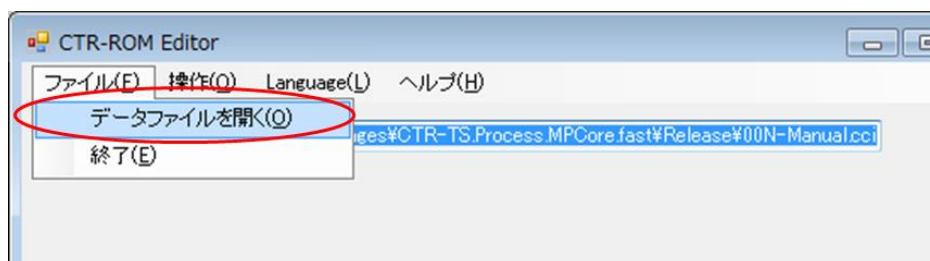 CTR-ROM Editor
ファイル(F) 操作(O) Language(L) ヘルプ(H)
データファイルを開く(O)
ges¥CTR-TS.Process.MPCore.fast¥Release¥00N-Manual.cci
終了(E)